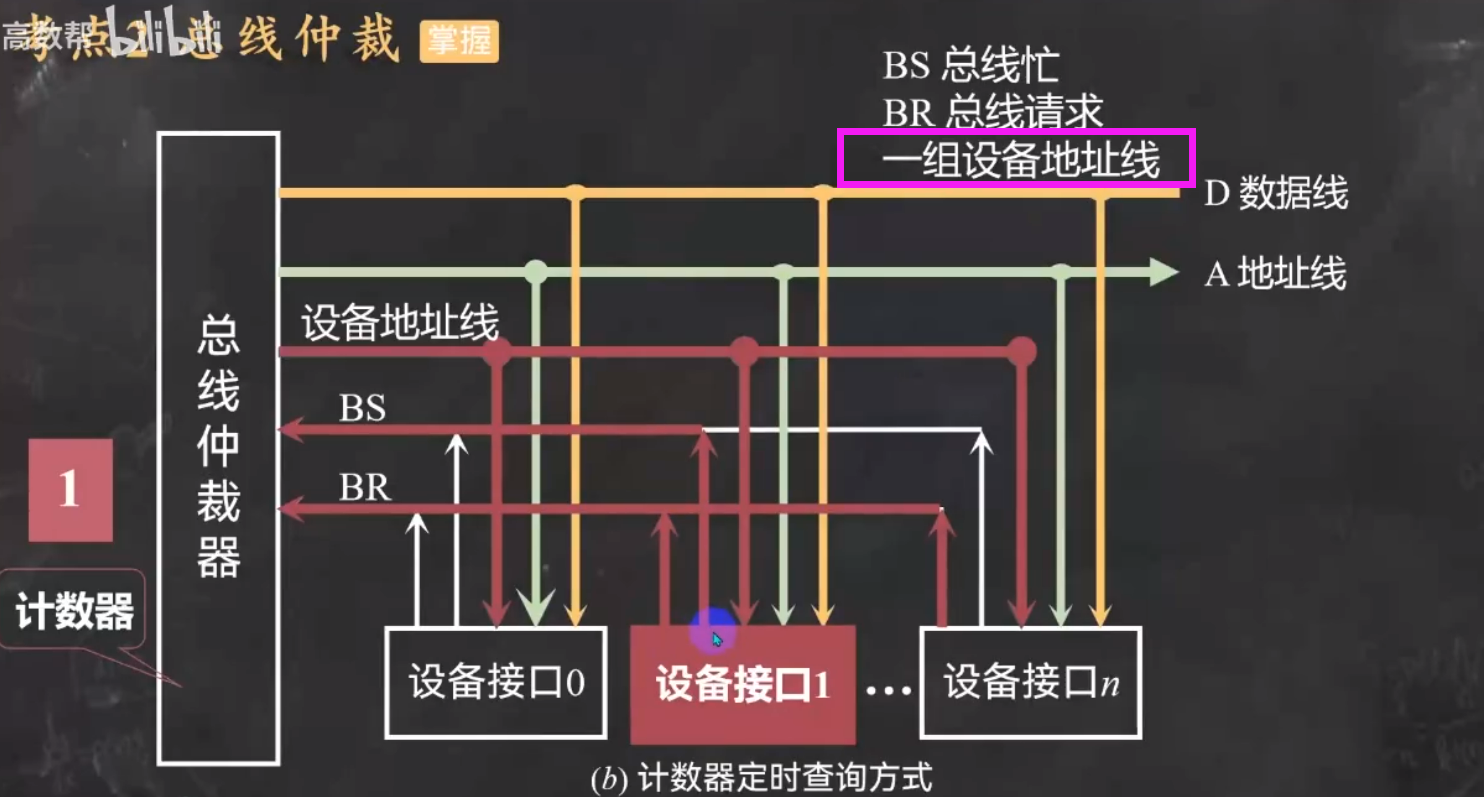 高教帮 bilibili
考点2 总线仲裁 掌握
BS 总线忙
BR 总线请求
一组设备地址线
D 数据线
A 地址线
设备地址线
BS
BR
总线仲裁器
1
计数器
设备接口0
设备接口1
…
设备接口n
(b) 计数器定时查询方式